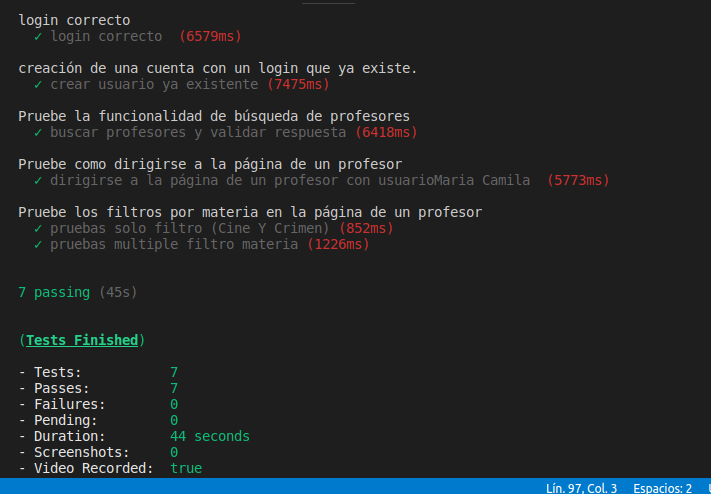 login correcto
✓ login correcto (6579ms)
creación de una cuenta con un login que ya existe.
✓ crear usuario ya existente (7475ms)
Pruebe la funcionalidad de búsqueda de profesores
✓ buscar profesores y validar respuesta (6418ms)
Pruebe como dirigirse a la página de un profesor
✓ dirigirse a la página de un profesor con usuarioMaria Camila (5773ms)
Pruebe los filtros por materia en la página de un profesor
✓ pruebas solo filtro (Cine Y Crimen) (852ms)
✓ pruebas multiple filtro materia (1226ms)
7 passing (45s)
(Tests Finished)
- Tests: 7
- Passes: 7
- Failures: 0
- Pending: 0
- Duration: 44 seconds
- Screenshots: 0
- Video Recorded: true
Lín. 97, Col. 3 Espacios: 2